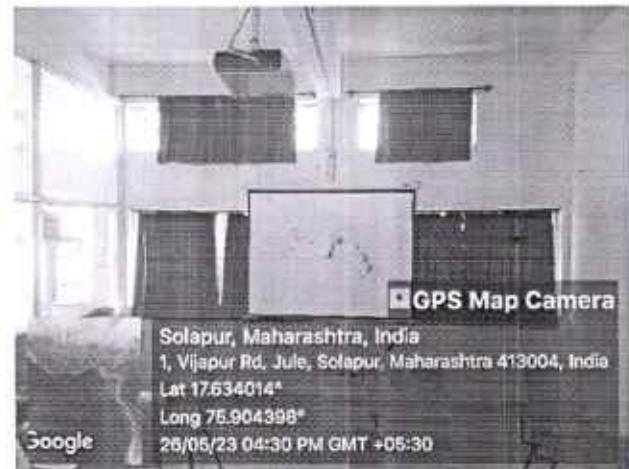 GPS Map Camera
Solapur, Maharashtra, India
1, Vijapur Rd, Jule, Solapur, Maharashtra 413004, India
Lat 17.634014°
Long 75.904398°
26/05/23 04:30 PM GMT +05:30
Google